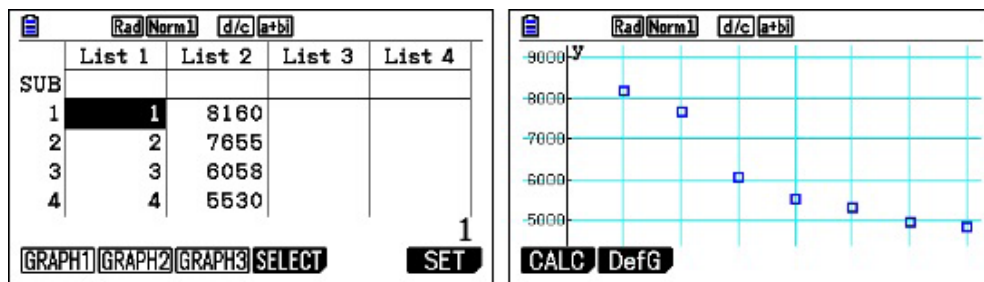 Rad Norm1 d/c a+bi
List 1 List 2 List 3 List 4
SUB
1 1 8160
2 2 7655
3 3 6058
4 4 5530
1
GRAPH1 GRAPH2 GRAPH3 SELECT SET
Rad Norm1 d/c a+bi
y
9000
8000
7000
6000
5000
CALC DefG